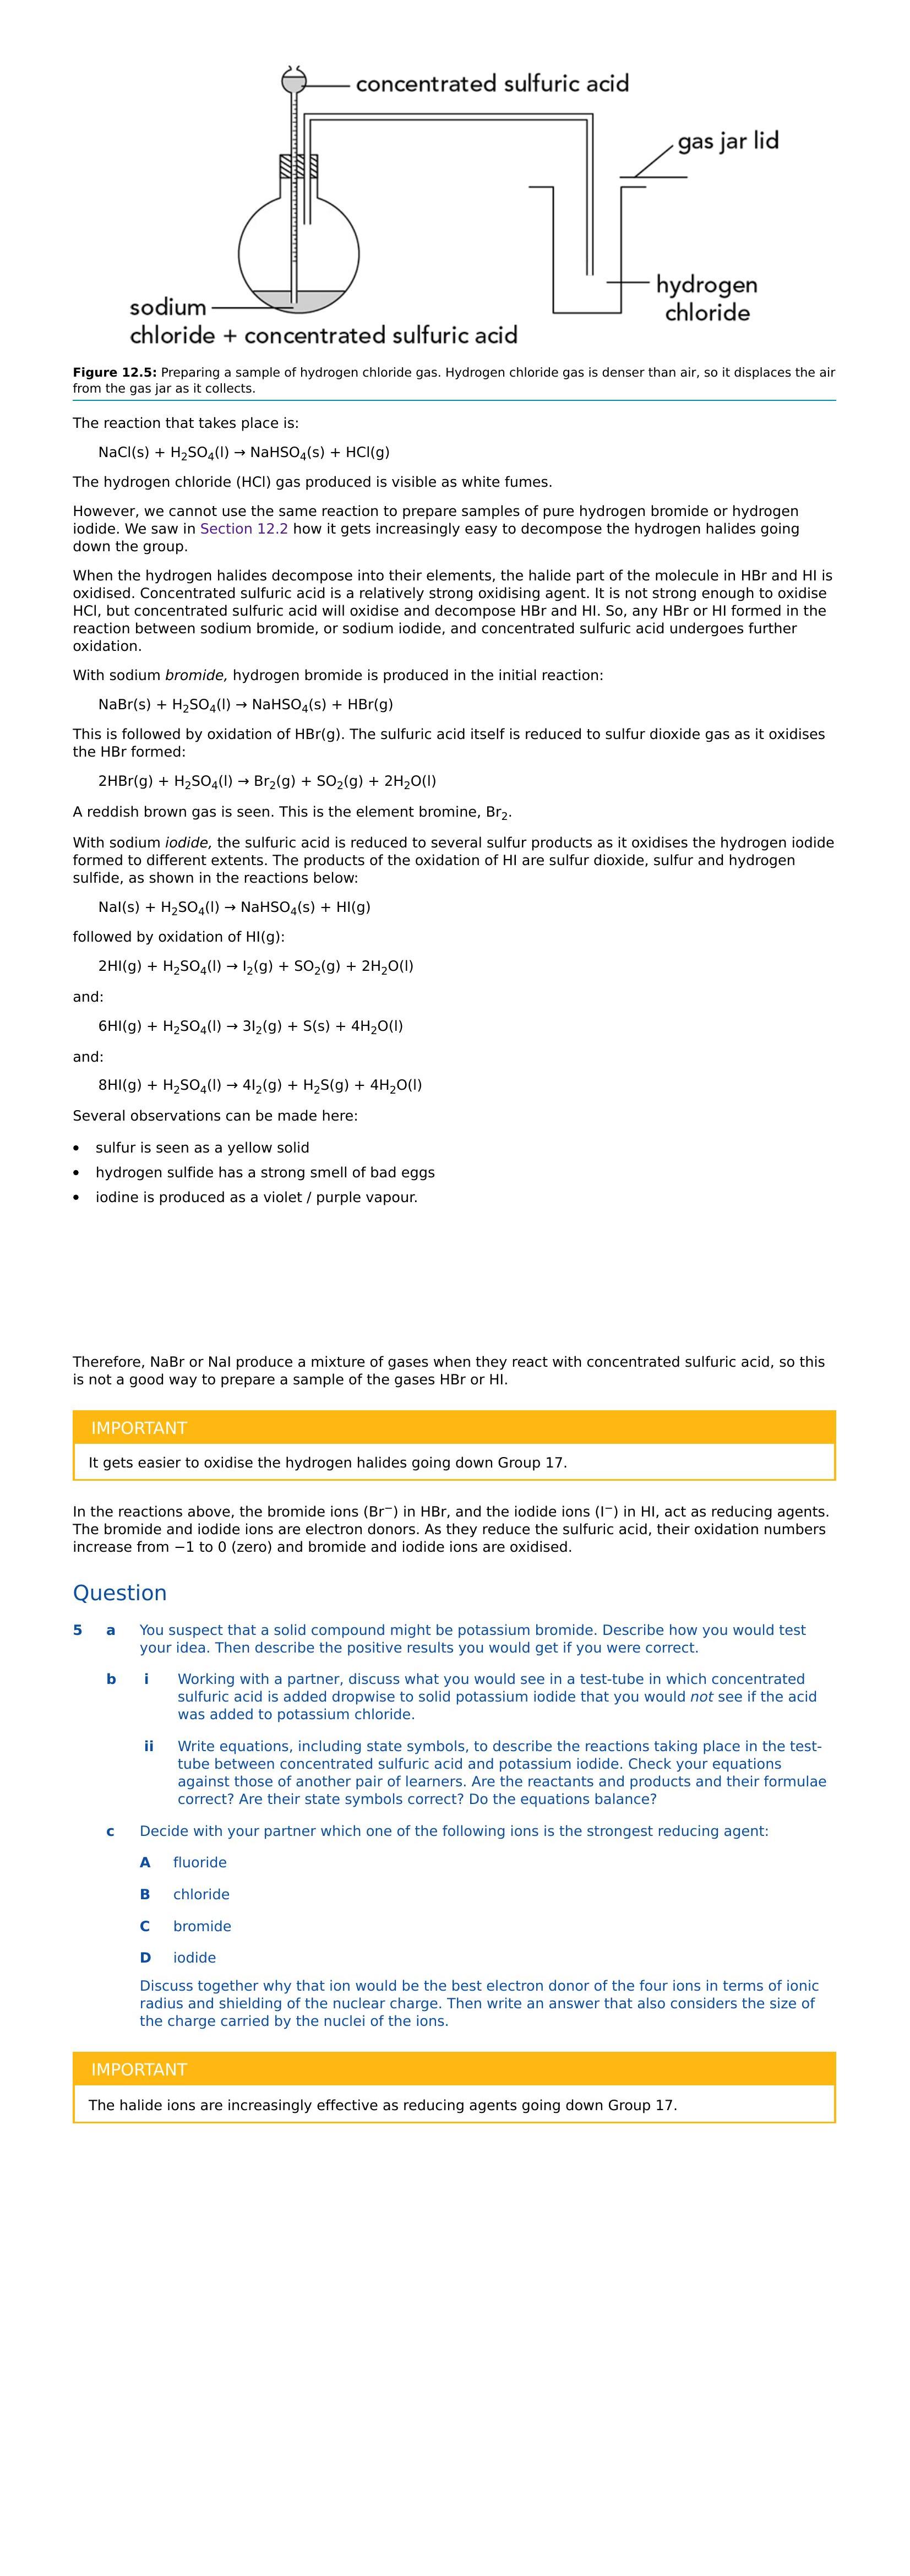 concentrated sulfuric acid
gas jar lid
hydrogen
chloride
sodium
chloride + concentrated sulfuric acid
Figure 12.5: Preparing a sample of hydrogen chloride gas. Hydrogen chloride gas is denser than air, so it displaces the air
from the gas jar as it collects.
The reaction that takes place is:
NaCl(s) + H₂SO₄(l) → NaHSO₄(s) + HCl(g)
The hydrogen chloride (HCl) gas produced is visible as white fumes.
However, we cannot use the same reaction to prepare samples of pure hydrogen bromide or hydrogen
iodide. We saw in Section 12.2 how it gets increasingly easy to decompose the hydrogen halides going
down the group.
When the hydrogen halides decompose into their elements, the halide part of the molecule in HBr and HI is
oxidised. Concentrated sulfuric acid is a relatively strong oxidising agent. It is not strong enough to oxidise
HCl, but concentrated sulfuric acid will oxidise and decompose HBr and HI. So, any HBr or HI formed in the
reaction between sodium bromide, or sodium iodide, and concentrated sulfuric acid undergoes further
oxidation.
With sodium bromide, hydrogen bromide is produced in the initial reaction:
NaBr(s) + H₂SO₄(l) → NaHSO₄(s) + HBr(g)
This is followed by oxidation of HBr(g). The sulfuric acid itself is reduced to sulfur dioxide gas as it oxidises
the HBr formed:
2HBr(g) + H₂SO₄(l) → Br₂(g) + SO₂(g) + 2H₂O(l)
A reddish brown gas is seen. This is the element bromine, Br₂.
With sodium iodide, the sulfuric acid is reduced to several sulfur products as it oxidises the hydrogen iodide
formed to different extents. The products of the oxidation of HI are sulfur dioxide, sulfur and hydrogen
sulfide, as shown in the reactions below:
NaI(s) + H₂SO₄(l) → NaHSO₄(s) + HI(g)
followed by oxidation of HI(g):
2HI(g) + H₂SO₄(l) → I₂(g) + SO₂(g) + 2H₂O(l)
and:
6HI(g) + H₂SO₄(l) → 3I₂(g) + S(s) + 4H₂O(l)
and:
8HI(g) + H₂SO₄(l) → 4I₂(g) + H₂S(g) + 4H₂O(l)
Several observations can be made here:
• sulfur is seen as a yellow solid
• hydrogen sulfide has a strong smell of bad eggs
• iodine is produced as a violet / purple vapour.
Therefore, NaBr or NaI produce a mixture of gases when they react with concentrated sulfuric acid, so this
is not a good way to prepare a sample of the gases HBr or HI.
IMPORTANT
It gets easier to oxidise the hydrogen halides going down Group 17.
In the reactions above, the bromide ions (Br⁻) in HBr, and the iodide ions (I⁻) in HI, act as reducing agents.
The bromide and iodide ions are electron donors. As they reduce the sulfuric acid, their oxidation numbers
increase from −1 to 0 (zero) and bromide and iodide ions are oxidised.
Question
5 a You suspect that a solid compound might be potassium bromide. Describe how you would test
your idea. Then describe the positive results you would get if you were correct.
b i Working with a partner, discuss what you would see in a test-tube in which concentrated
sulfuric acid is added dropwise to solid potassium iodide that you would not see if the acid
was added to potassium chloride.
ii Write equations, including state symbols, to describe the reactions taking place in the test-
tube between concentrated sulfuric acid and potassium iodide. Check your equations
against those of another pair of learners. Are the reactants and products and their formulae
correct? Are their state symbols correct? Do the equations balance?
c Decide with your partner which one of the following ions is the strongest reducing agent:
A fluoride
B chloride
C bromide
D iodide
Discuss together why that ion would be the best electron donor of the four ions in terms of ionic
radius and shielding of the nuclear charge. Then write an answer that also considers the size of
the charge carried by the nuclei of the ions.
IMPORTANT
The halide ions are increasingly effective as reducing agents going down Group 17.